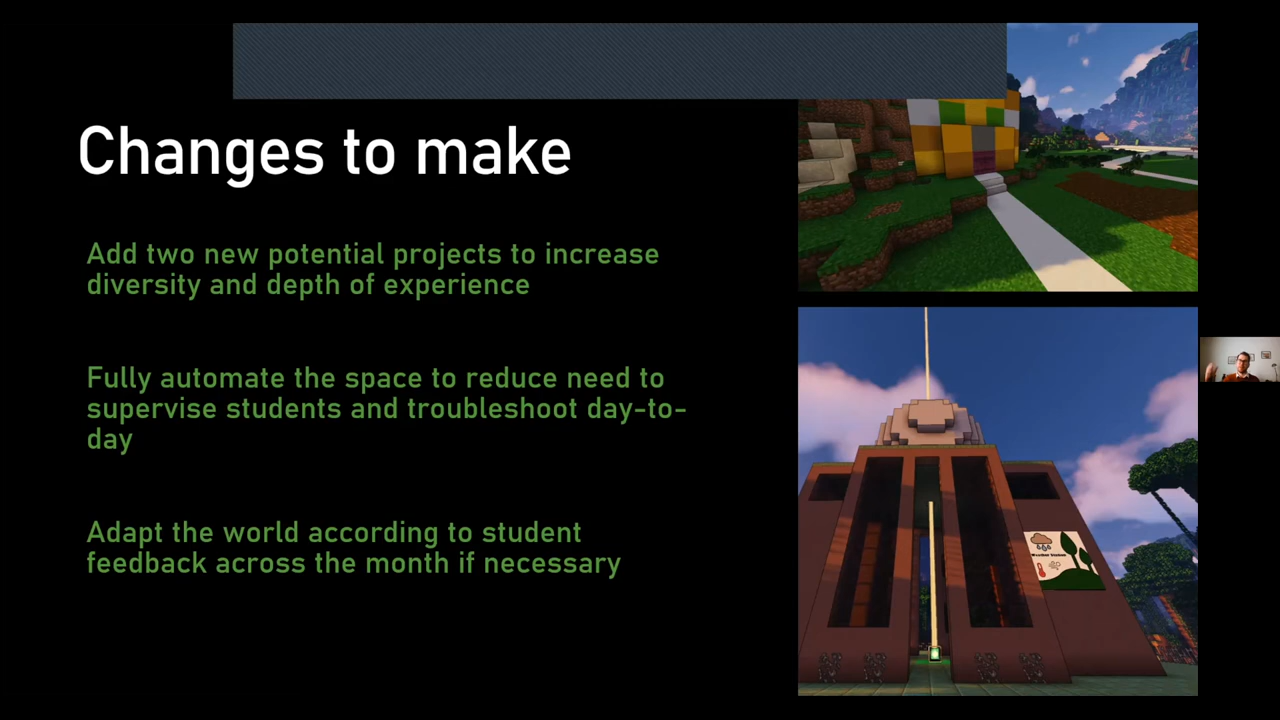 Changes to make
Add two new potential projects to increase
diversity and depth of experience
Fully automate the space to reduce need to
supervise students and troubleshoot day-to-
day
Adapt the world according to student
feedback across the month if necessary
Weather Station